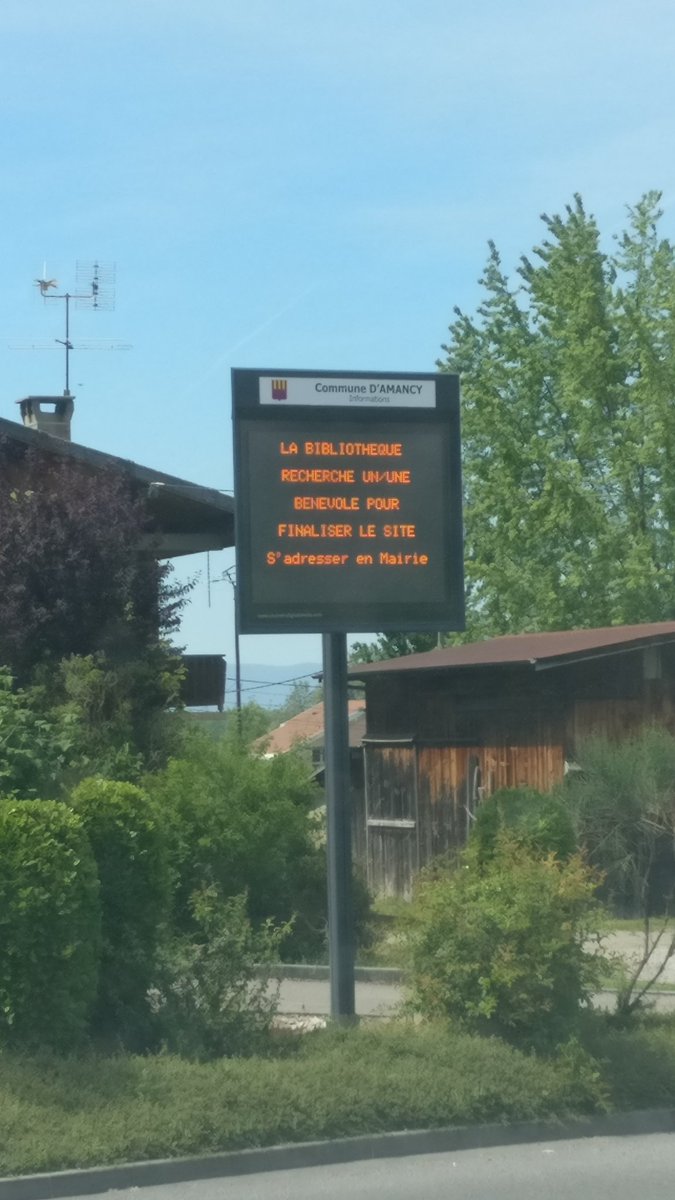 Commune D'AMANCY
Informations
LA BIBLIOTHEQUE
RECHERCHE UN/UNE
BENEVOLE POUR
FINALISER LE SITE
S'adresser en Mairie